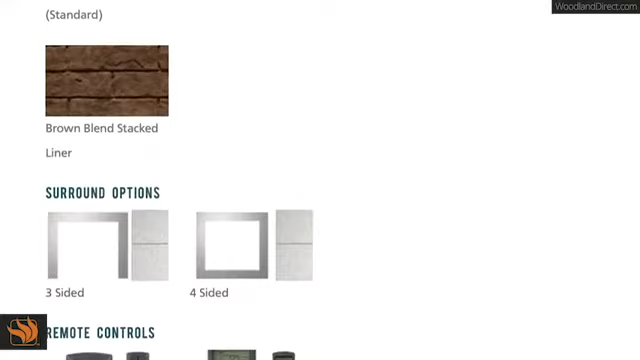 WoodlandDirect.com
(Standard)
Brown Blend Stacked
Liner
SURROUND OPTIONS
3 Sided
4 Sided
REMOTE CONTROLS